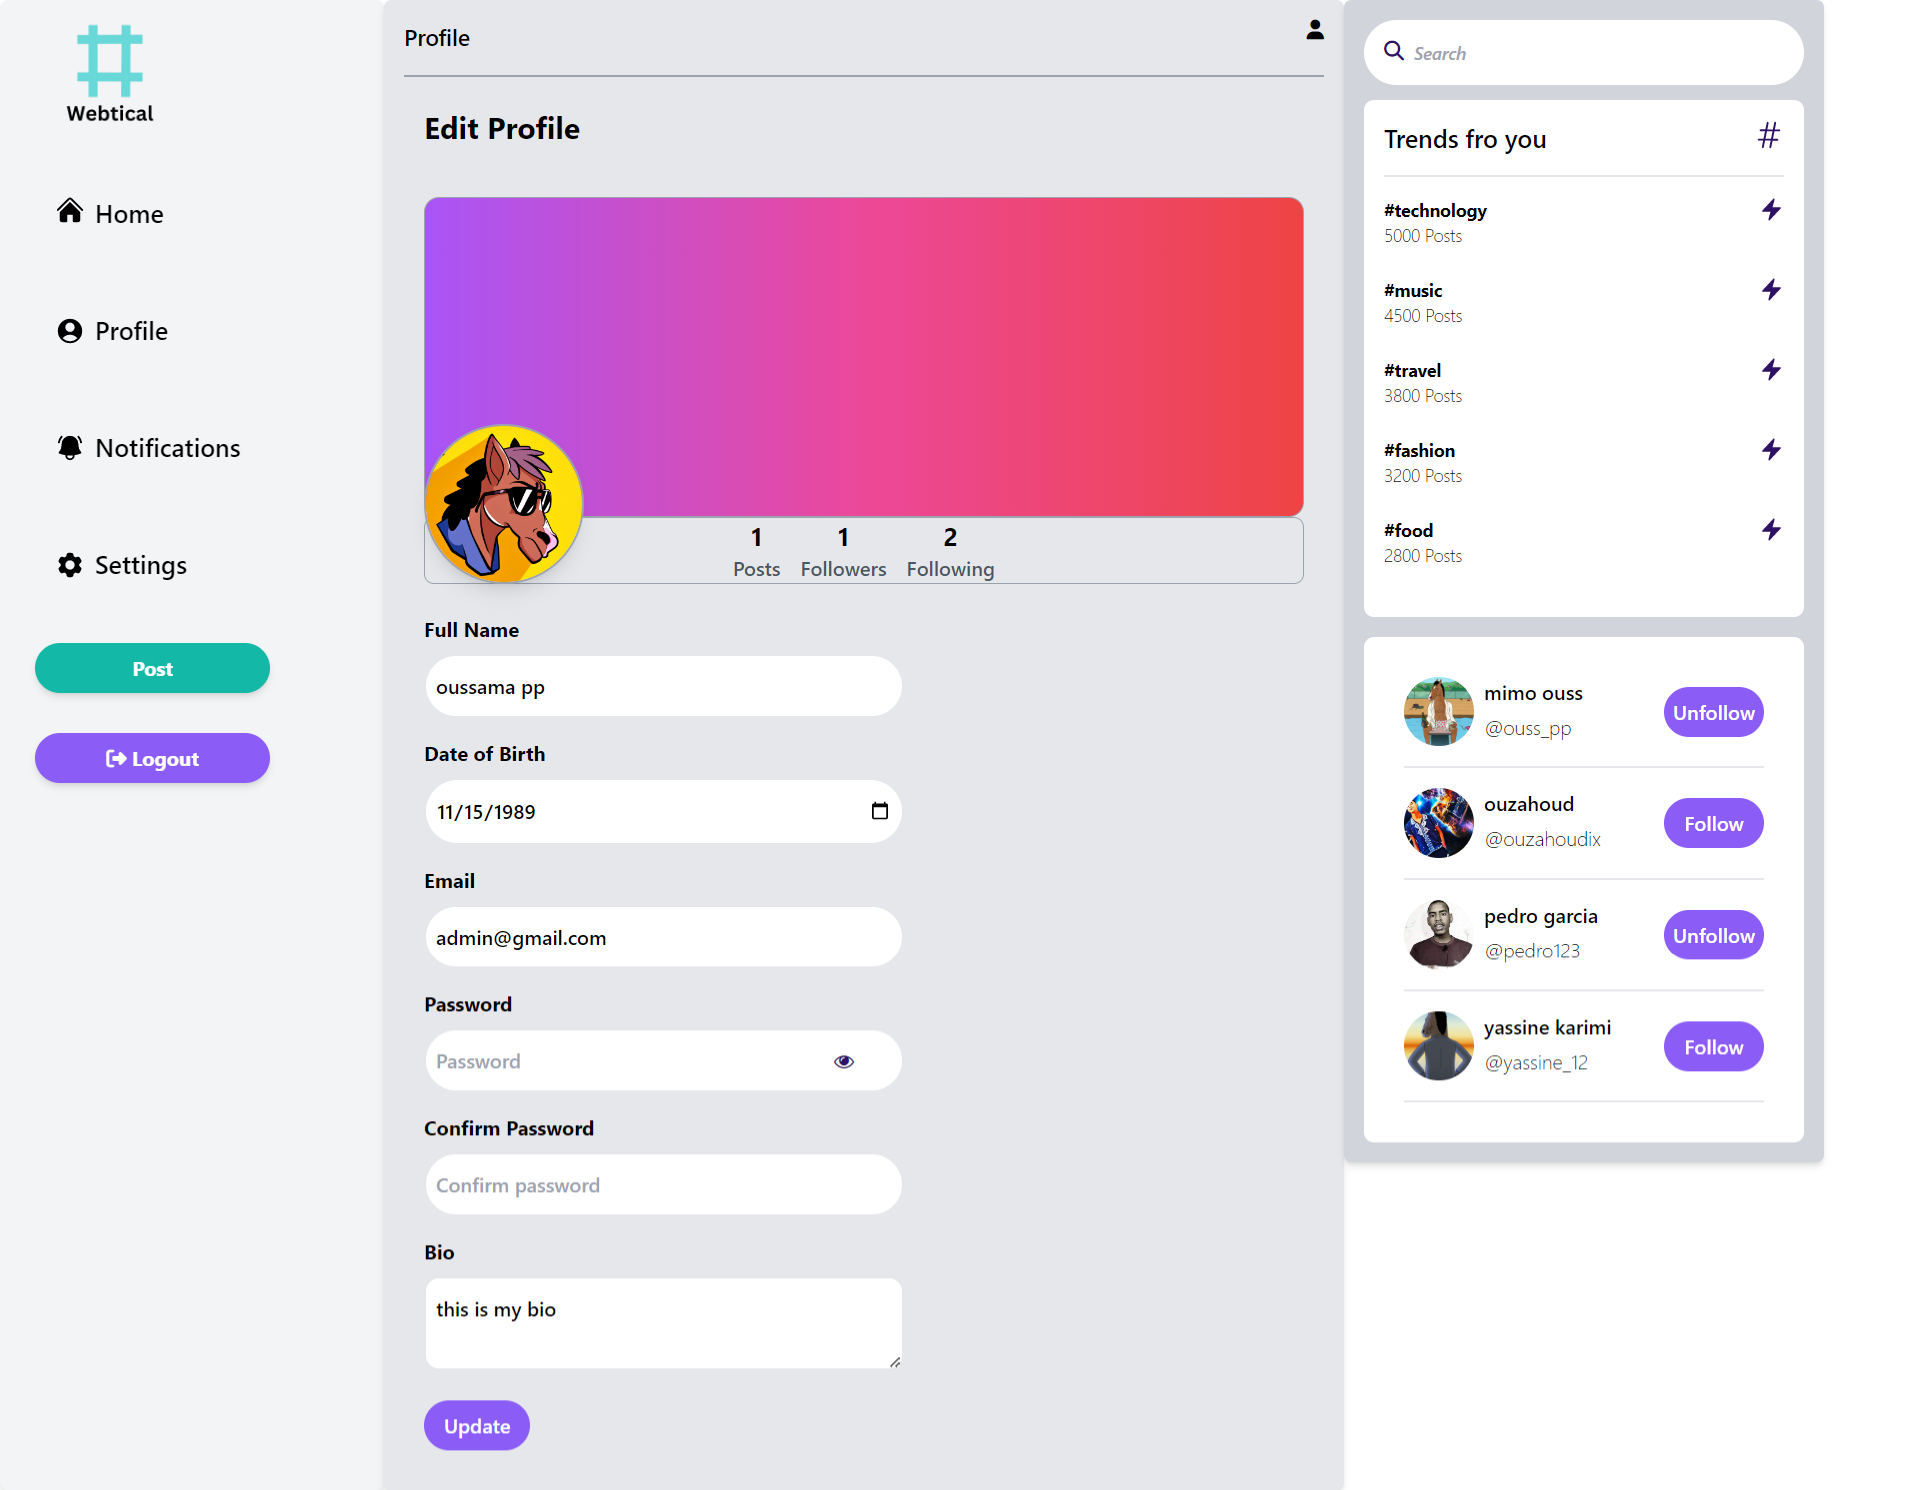 Webtical
Home
Profile
Notifications
Settings
Post
Logout
Profile
Edit Profile
1 1 2
Posts Followers Following
Full Name
oussama pp
Date of Birth
11/15/1989
Email
admin@gmail.com
Password
Password
Confirm Password
Confirm password
Bio
this is my bio
Update
Search
Trends fro you #
#technology
5000 Posts
#music
4500 Posts
#travel
3800 Posts
#fashion
3200 Posts
#food
2800 Posts
mimo ouss
@ouss_pp
Unfollow
ouzahoud
@ouzahoudix
Follow
pedro garcia
@pedro123
Unfollow
yassine karimi
@yassine_12
Follow